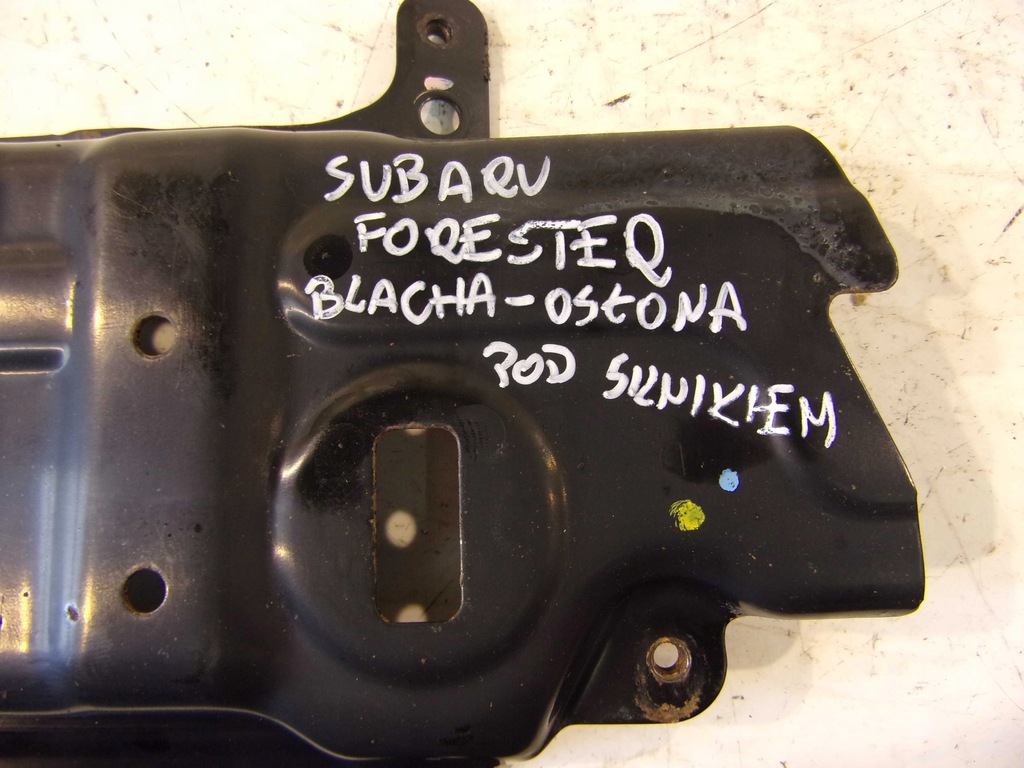 SUBARU
FORESTER
BLACHA-OSŁONA
POD SILNIKIEM